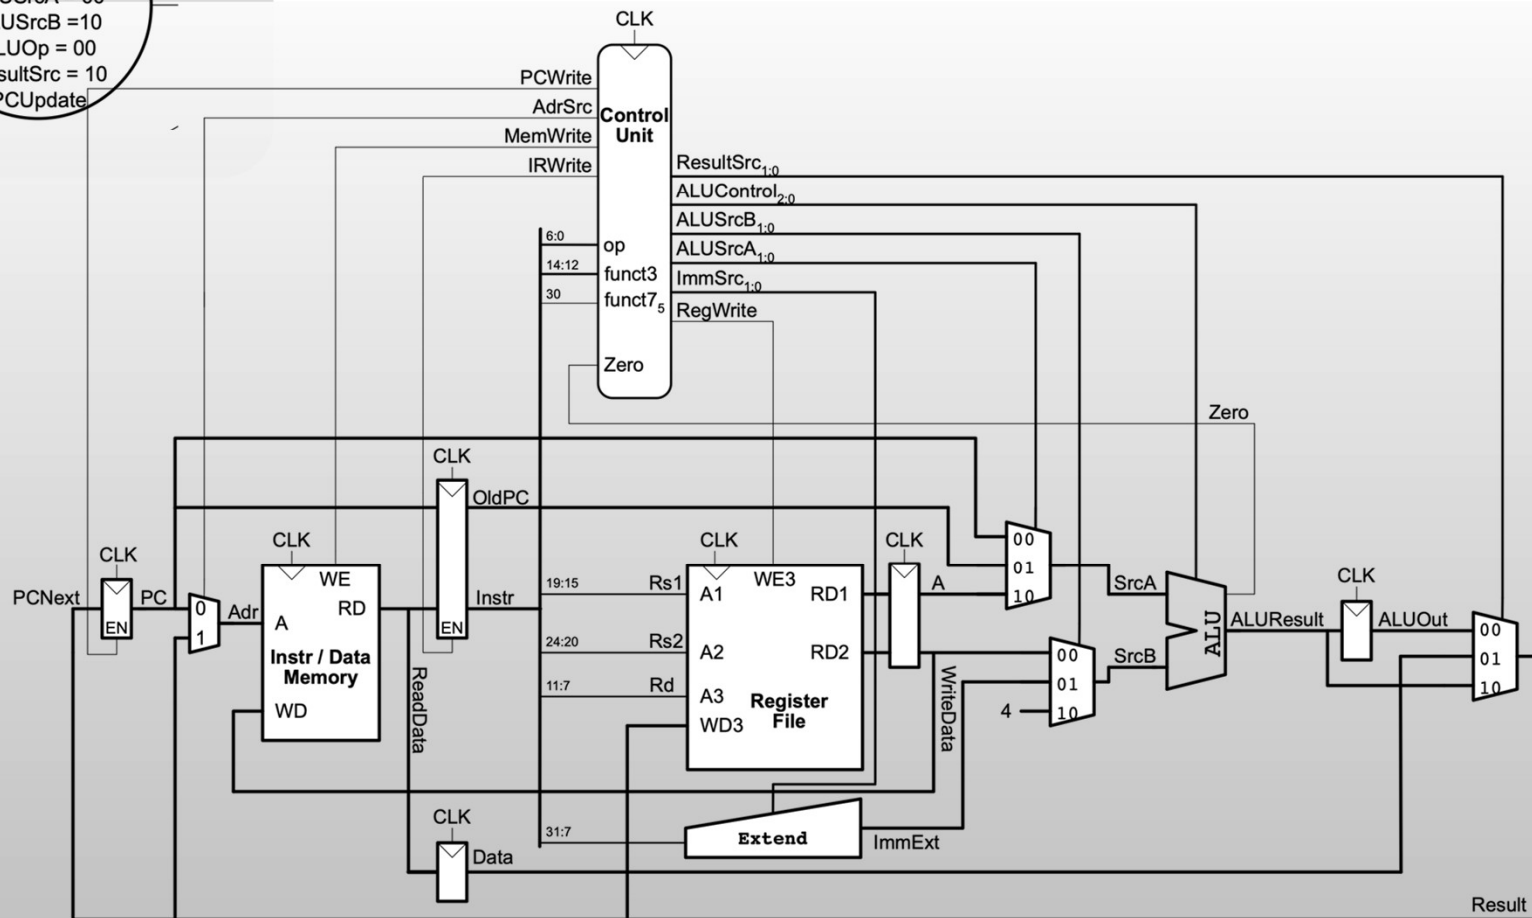 USrcB =10
LUOp = 00
sultSrc = 10
PCUpdate
CLK
PCWrite
AdrSrc
MemWrite
IRWrite
Control
Unit
ResultSrc1:0
ALUControl2:0
ALUSrcB1:0
ALUSrcA1:0
ImmSrc1:0
RegWrite
6:0
op
14:12
funct3
30
funct75
Zero
Zero
CLK
OldPC
CLK
PCNext
EN
PC
0
1
Adr
CLK
WE
A
RD
Instr / Data
Memory
WD
EN
Instr
ReadData
19:15
Rs1
24:20
Rs2
11:7
Rd
CLK
WE3
A1
RD1
A2
RD2
A3
WD3
Register
File
CLK
A
WriteData
00
01
10
SrcA
00
01
10
4
SrcB
ALU
ALUResult
CLK
ALUOut
00
01
10
31:7
Extend
ImmExt
CLK
Data
Result